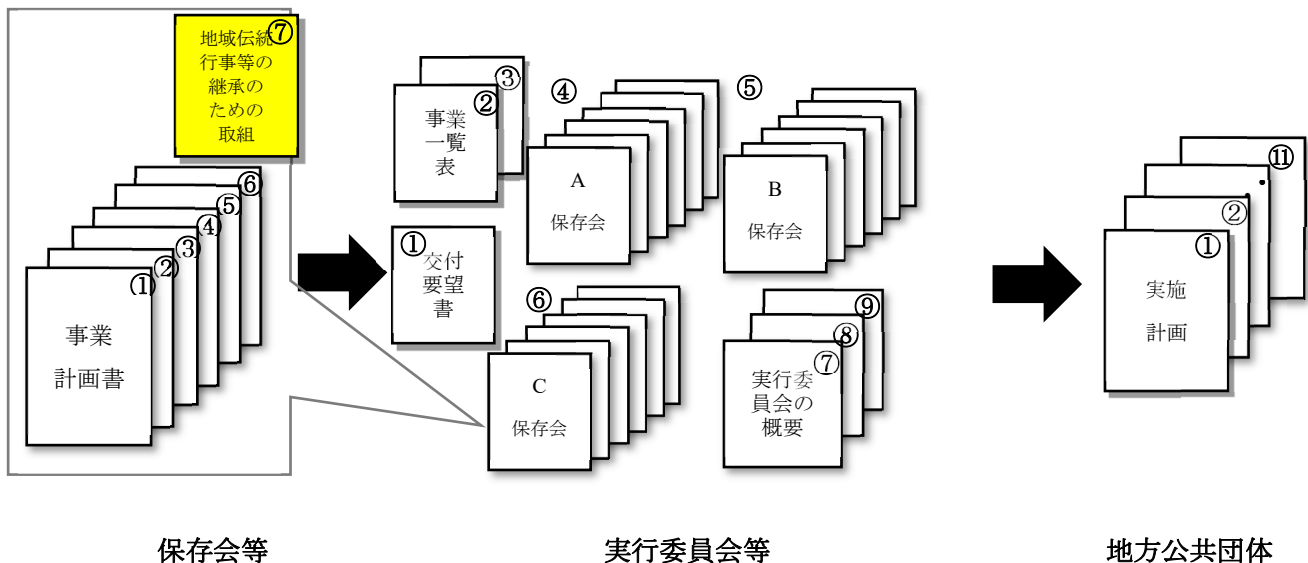 ⑦
地域伝統
行事等の
継承の
ための
取組
⑥
⑤
④
③
②
①
事業
計画書
③
②
事業
一覧
表
④
A
保存会
⑤
B
保存会
①
交付
要望
書
⑥
C
保存会
⑨
⑧
⑦
実行委
員会の
概要
⑪
②
①
実施
計画
保存会等
実行委員会等
地方公共団体